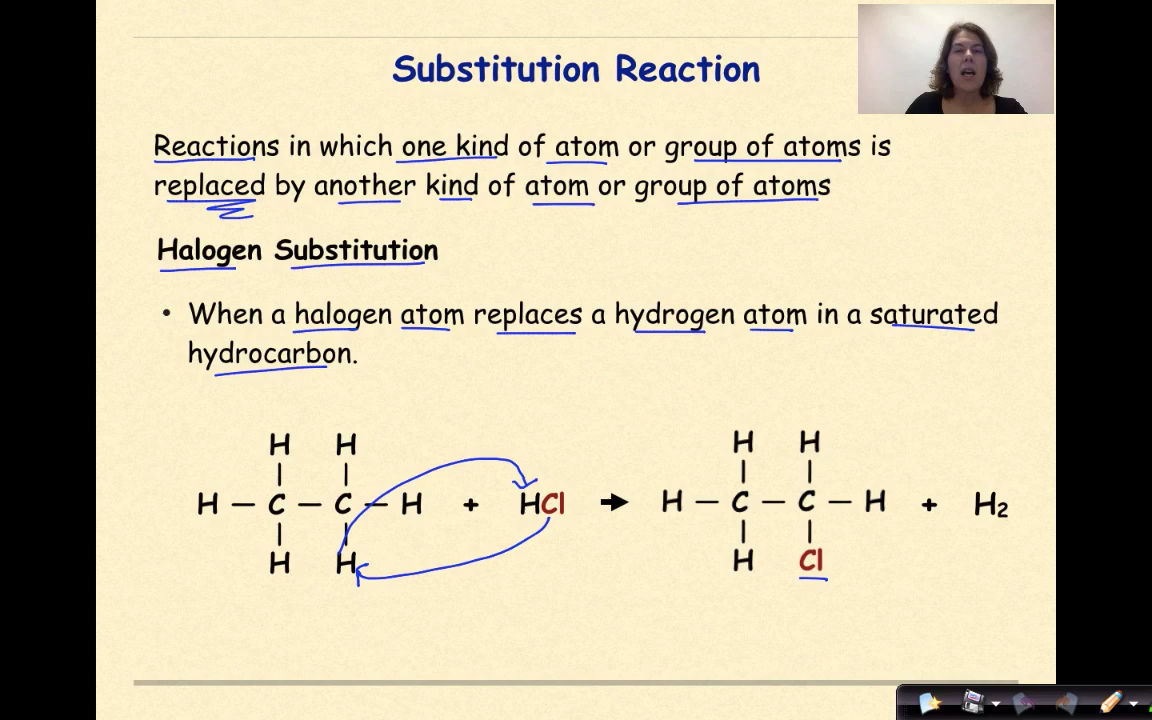 Substitution Reaction
Reactions in which one kind of atom or group of atoms is
replaced by another kind of atom or group of atoms
Halogen Substitution
• When a halogen atom replaces a hydrogen atom in a saturated
hydrocarbon.
H H H H
H — C — C — H + HCl → H — C — C — H + H₂
H H H Cl